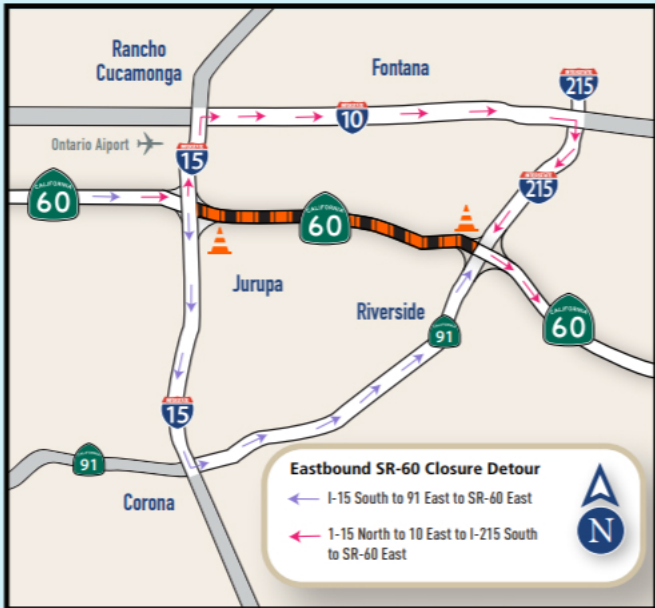 Rancho
Cucamonga
Fontana
INTERSTATE
215
INTERSTATE
10
Ontario Aiport
INTERSTATE
15
INTERSTATE
215
CALIFORNIA
60
CALIFORNIA
60
Jurupa
Riverside
CALIFORNIA
91
CALIFORNIA
60
INTERSTATE
15
CALIFORNIA
91
Corona
Eastbound SR-60 Closure Detour
I-15 South to 91 East to SR-60 East
1-15 North to 10 East to I-215 South
to SR-60 East
N